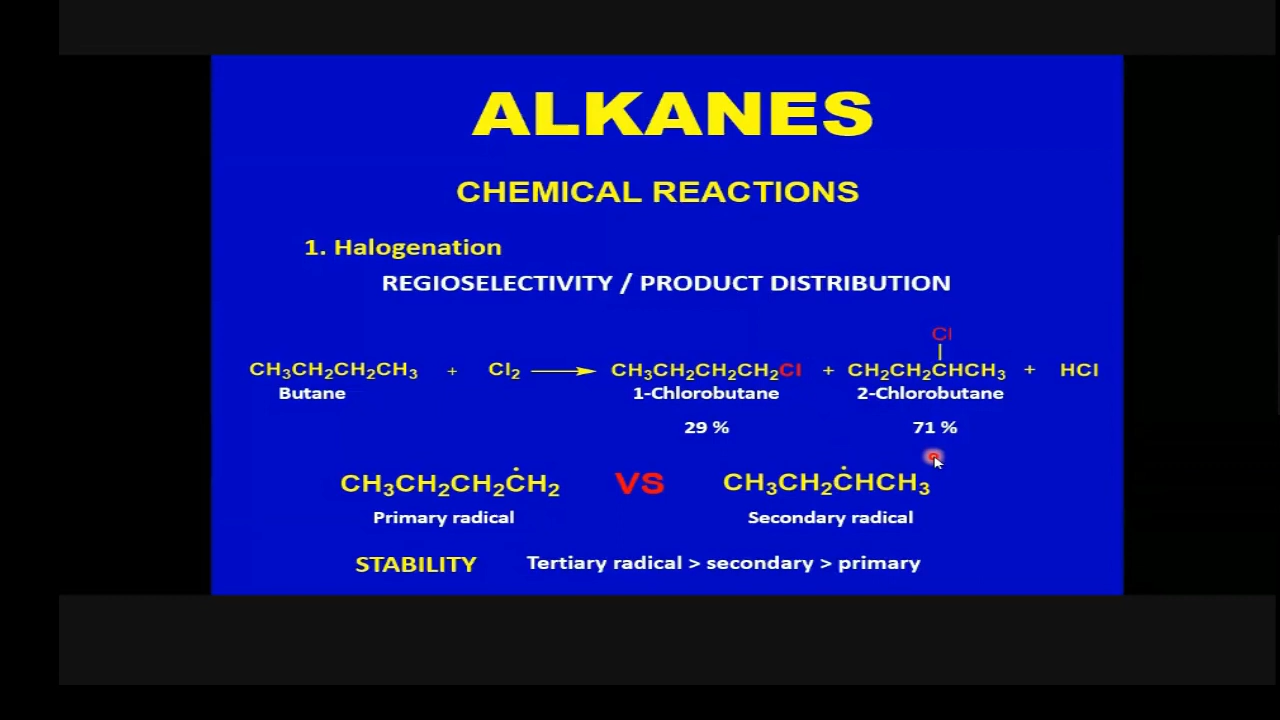 ALKANES
CHEMICAL REACTIONS
1. Halogenation
REGIOSELECTIVITY / PRODUCT DISTRIBUTION
Cl
CH₃CH₂CH₂CH₃ + Cl₂ ⟶ CH₃CH₂CH₂CH₂Cl + CH₂CH₂CHCH₃ + HCl
Butane 1-Chlorobutane 2-Chlorobutane
29 % 71 %
CH₃CH₂CH₂ĊH₂ VS CH₃CH₂ĊHCH₃
Primary radical Secondary radical
STABILITY Tertiary radical > secondary > primary